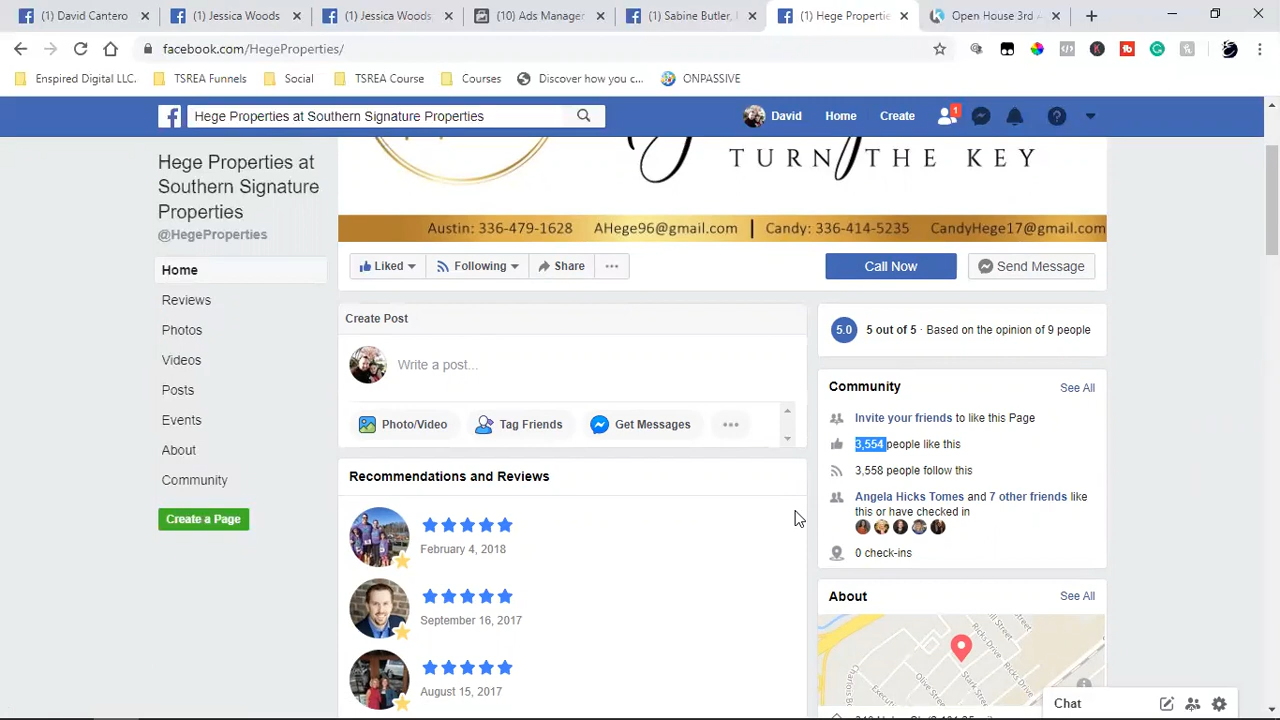 (1) David Cantero
(1) Jessica Woods
(1) Jessica Woods
(10) Ads Manager
(1) Sabine Butler,
(1) Hege Propertie
Open House 3rd
facebook.com/HegeProperties/
Enspired Digital LLC.
TSREA Funnels
Social
TSREA Course
Courses
Discover how you c...
ONPASSIVE
Hege Properties at Southern Signature Properties
David
Home
Create
1
Hege Properties at
Southern Signature
Properties
@HegeProperties
Home
Reviews
Photos
Videos
Posts
Events
About
Community
Create a Page
TURN THE KEY
Austin: 336-479-1628 AHege96@gmail.com | Candy: 336-414-5235 CandyHege17@gmail.com
Liked
Following
Share
Call Now
Send Message
Create Post
Write a post...
Photo/Video
Tag Friends
Get Messages
Recommendations and Reviews
February 4, 2018
September 16, 2017
August 15, 2017
5.0
5 out of 5 · Based on the opinion of 9 people
Community
See All
Invite your friends to like this Page
3,554 people like this
3,558 people follow this
Angela Hicks Tomes and 7 other friends like
this or have checked in
0 check-ins
About
See All
Ricks Drive
Stark Street
Olive Street
Chat